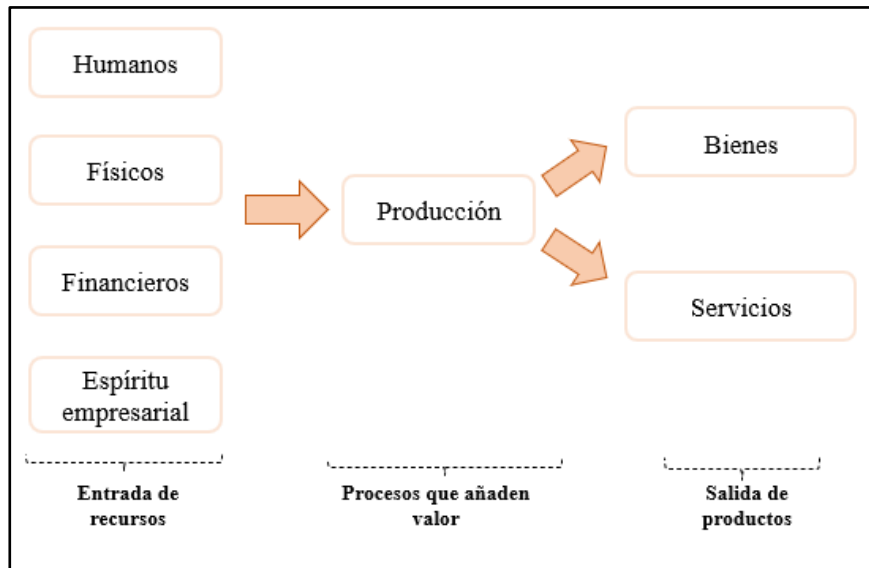 Humanos
Físicos
Financieros
Espíritu
empresarial
Producción
Bienes
Servicios
Entrada de
recursos
Procesos que añaden
valor
Salida de
productos